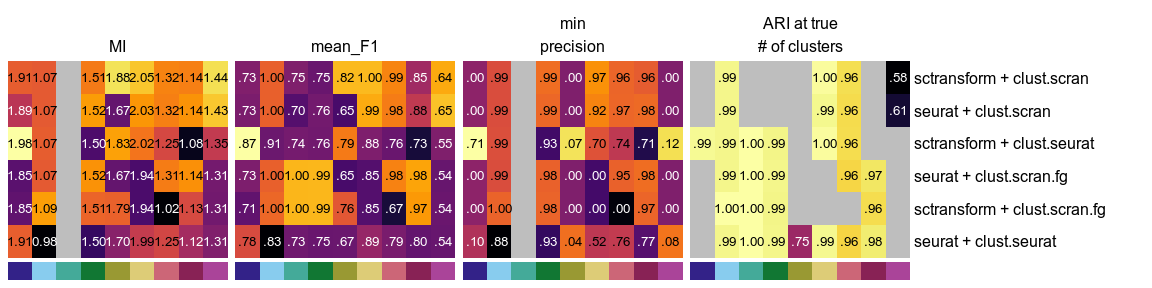 MI
mean_F1
min
precision
ARI at true
# of clusters
1.91 1.07 1.51 1.88 2.05 1.32 1.14 1.44 .73 1.00 .75 .75 .82 1.00 .99 .85 .64 .00 .99 .99 .00 .97 .96 .96 .00 .99 1.00 .96 .58 sctransform + clust.scran
1.89 1.07 1.52 1.67 2.03 1.32 1.14 1.43 .73 1.00 .70 .76 .65 .99 .98 .88 .65 .00 .99 .99 .00 .92 .97 .98 .00 .99 .99 .96 .61 seurat + clust.scran
1.98 1.07 1.50 1.83 2.02 1.25 1.08 1.35 .87 .91 .74 .76 .79 .88 .76 .73 .55 .71 .99 .93 .07 .70 .74 .71 .12 .99 .99 1.00 .99 1.00 .96 sctransform + clust.seurat
1.85 1.07 1.52 1.67 1.94 1.31 1.14 1.31 .73 1.00 1.00 .99 .65 .85 .98 .98 .54 .00 .99 .98 .00 .00 .95 .98 .00 .99 1.00 .99 .96 .97 seurat + clust.scran.fg
1.85 1.09 1.51 1.79 1.94 1.02 1.13 1.31 .71 1.00 1.00 .99 .76 .85 .67 .97 .54 .00 1.00 .98 .00 .00 .00 .96 .00 1.00 1.00 .99 .96 sctransform + clust.scran.fg
1.91 0.98 1.50 1.70 1.99 1.25 1.12 1.31 .78 .83 .73 .75 .67 .89 .79 .80 .54 .10 .88 .93 .04 .52 .76 .77 .08 .99 1.00 .99 .75 .99 .96 .98 seurat + clust.seurat